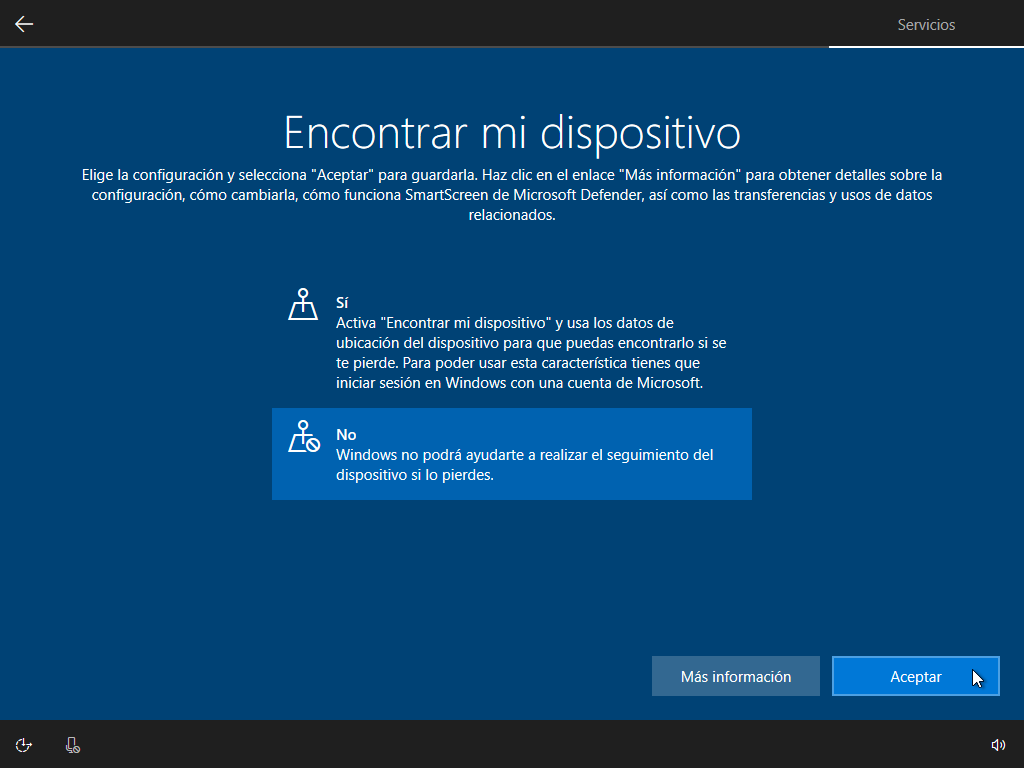 Servicios
Encontrar mi dispositivo
Elige la configuración y selecciona "Aceptar" para guardarla. Haz clic en el enlace "Más información" para obtener detalles sobre la
configuración, cómo cambiarla, cómo funciona SmartScreen de Microsoft Defender, así como las transferencias y usos de datos
relacionados.
Sí
Activa "Encontrar mi dispositivo" y usa los datos de
ubicación del dispositivo para que puedas encontrarlo si se
te pierde. Para poder usar esta característica tienes que
iniciar sesión en Windows con una cuenta de Microsoft.
No
Windows no podrá ayudarte a realizar el seguimiento del
dispositivo si lo pierdes.
Más información
Aceptar